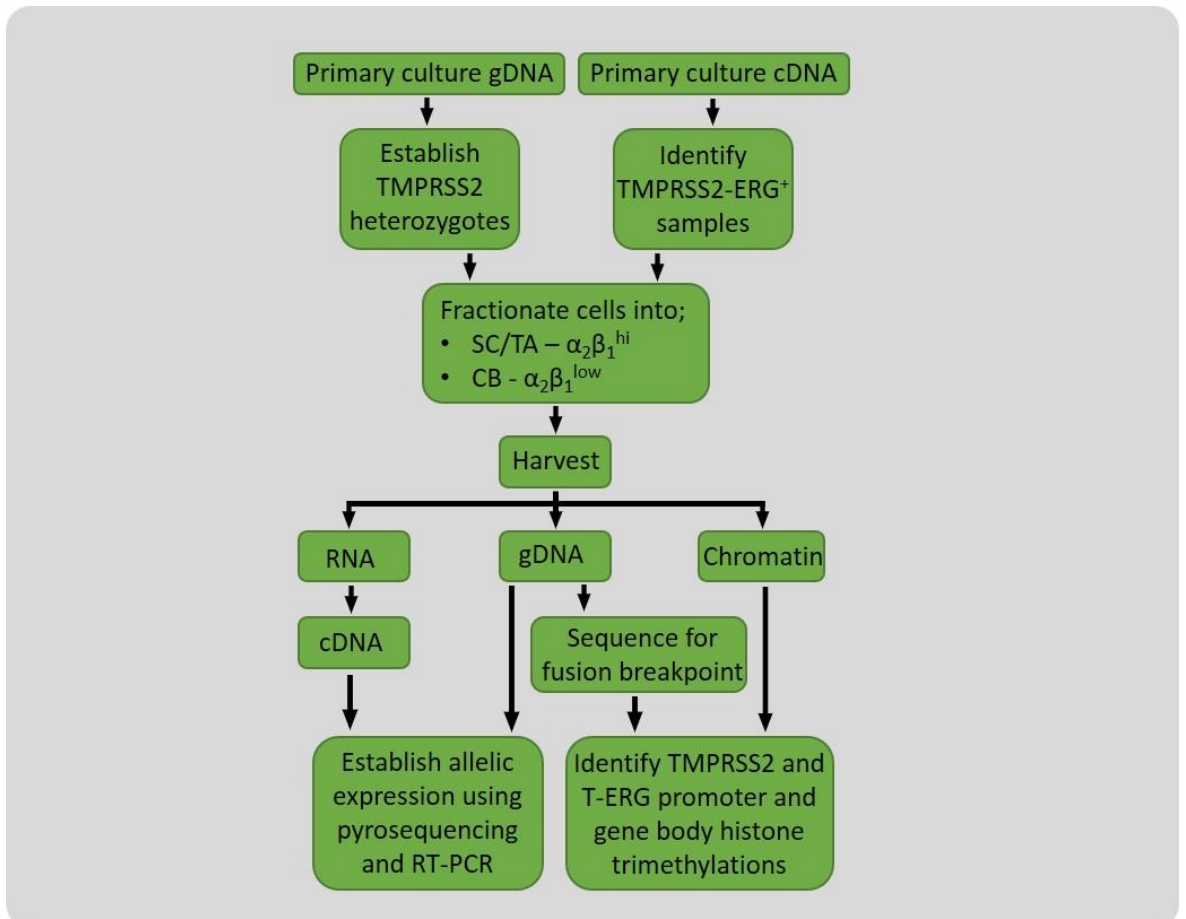 Primary culture gDNA
Primary culture cDNA
Establish
TMPRSS2
heterozygotes
Identify
TMPRSS2-ERG⁺
samples
Fractionate cells into;
• SC/TA – α₂β₁ʰⁱ
• CB - α₂β₁ˡᵒʷ
Harvest
RNA
gDNA
Chromatin
cDNA
Sequence for
fusion breakpoint
Establish allelic
expression using
pyrosequencing
and RT-PCR
Identify TMPRSS2 and
T-ERG promoter and
gene body histone
trimethylations